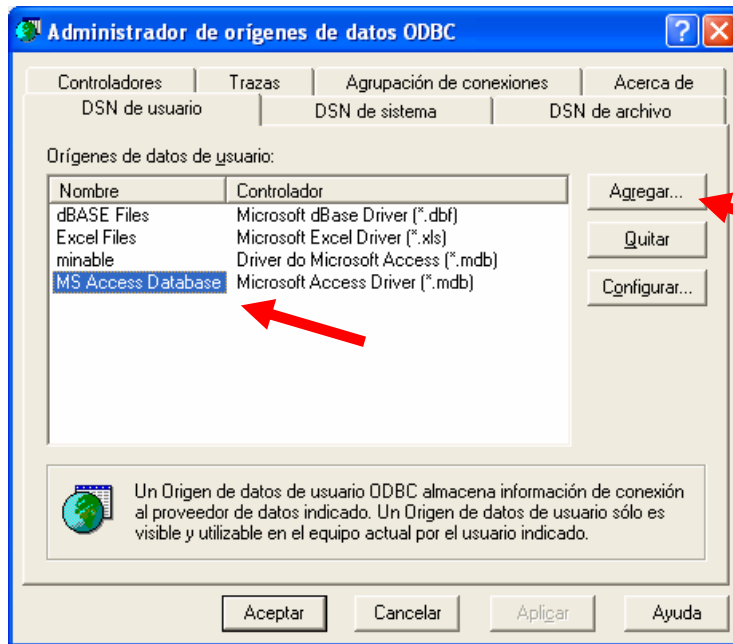 Administrador de orígenes de datos ODBC
Controladores Trazas Agrupación de conexiones Acerca de
DSN de usuario DSN de sistema DSN de archivo
Orígenes de datos de usuario:
Nombre Controlador
dBASE Files Microsoft dBase Driver (*.dbf)
Excel Files Microsoft Excel Driver (*.xls)
minable Driver do Microsoft Access (*.mdb)
MS Access Database Microsoft Access Driver (*.mdb)
Agregar...
Quitar
Configurar...
Un Origen de datos de usuario ODBC almacena información de conexión
al proveedor de datos indicado. Un Origen de datos de usuario sólo es
visible y utilizable en el equipo actual por el usuario indicado.
Aceptar Cancelar Aplicar Ayuda